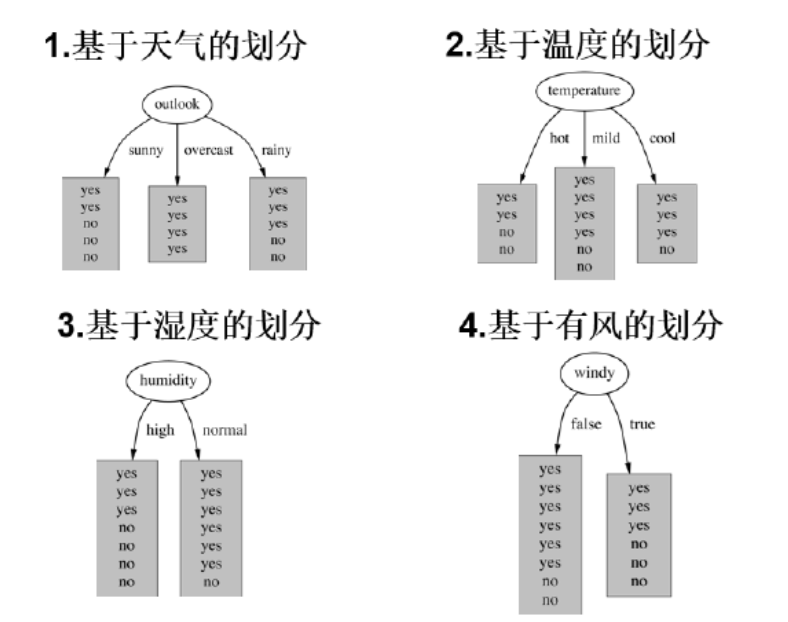 1.基于天气的划分
outlook
sunny
overcast
rainy
yes
yes
no
no
no
yes
yes
yes
yes
yes
yes
yes
no
no
2.基于温度的划分
temperature
hot
mild
cool
yes
yes
no
no
yes
yes
yes
yes
no
no
yes
yes
yes
no
3.基于湿度的划分
humidity
high
normal
yes
yes
yes
no
no
no
no
yes
yes
yes
yes
yes
yes
no
4.基于有风的划分
windy
false
true
yes
yes
yes
yes
yes
yes
no
no
yes
yes
yes
no
no
no